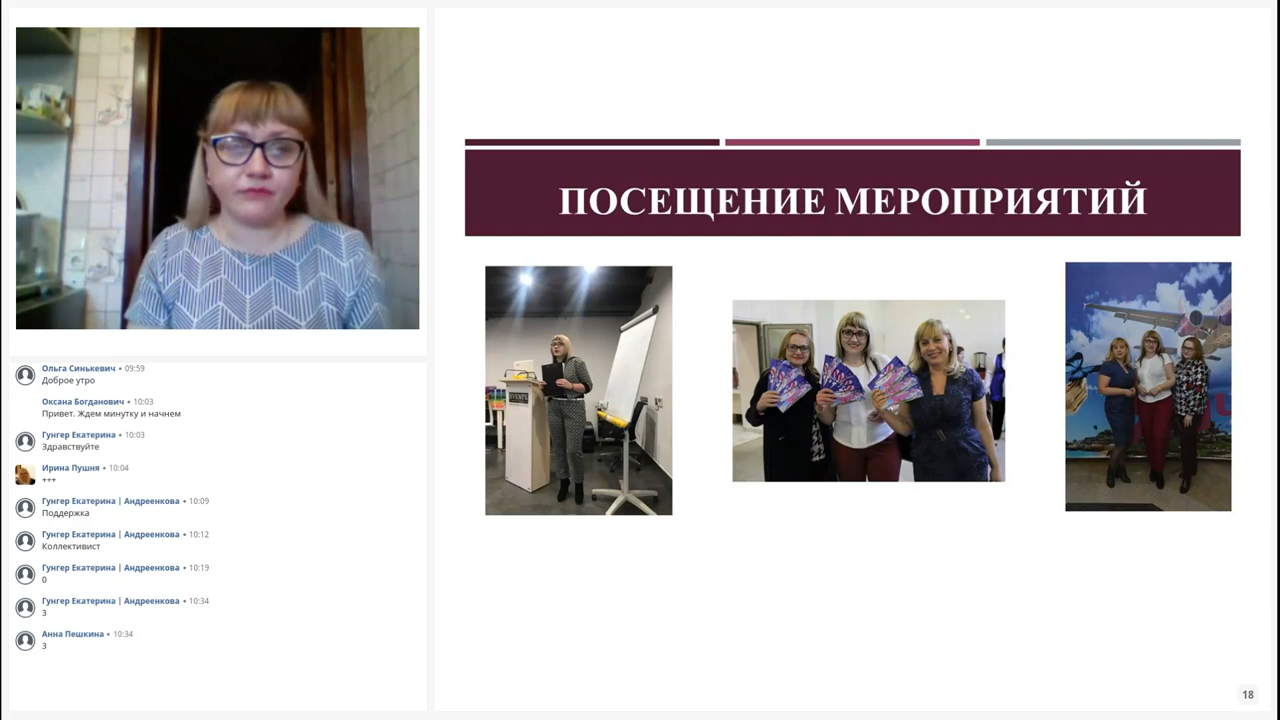 Ольга Синькевич • 09:59
Доброе утро
Оксана Богданович • 10:03
Привет. Ждем минутку и начнем
Гунгер Екатерина • 10:03
Здравствуйте
Ирина Пушня • 10:04
+++
Гунгер Екатерина | Андреенкова • 10:09
Поддержка
Гунгер Екатерина | Андреенкова • 10:12
Коллективист
Гунгер Екатерина | Андреенкова • 10:19
0
Гунгер Екатерина | Андреенкова • 10:34
3
Анна Пешкина • 10:34
3
ПОСЕЩЕНИЕ МЕРОПРИЯТИЙ
18